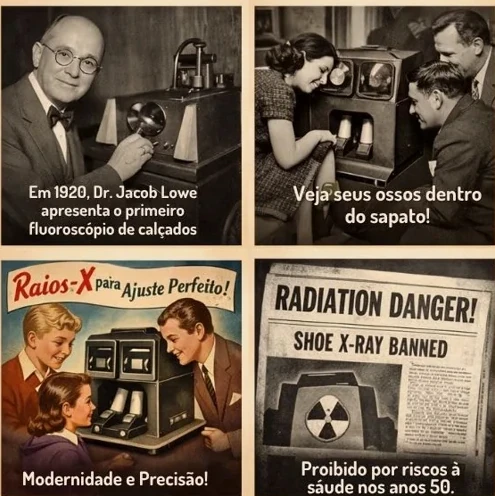 Em 1920, Dr. Jacob Lowe
apresenta o primeiro
fluoroscópio de calçados
Veja seus ossos dentro
do sapato!
Raios-X para Ajuste Perfeito!
Modernidade e Precisão!
RADIATION DANGER!
SHOE X-RAY BANNED
Proibido por riscos à
sáude nos anos 50.